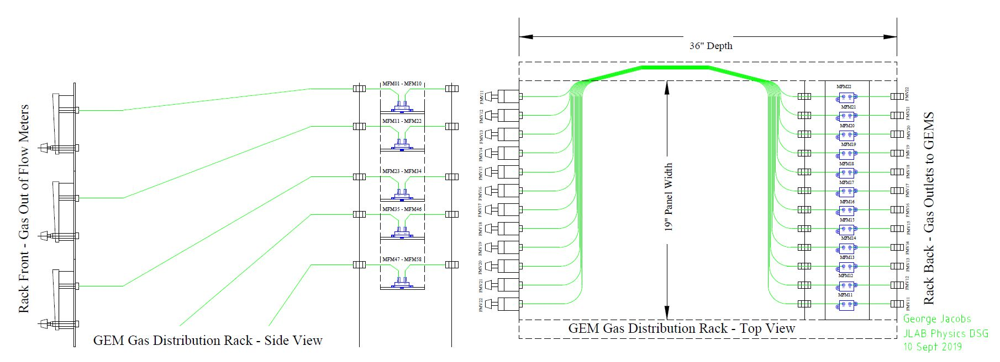 Rack Front - Gas Out of Flow Meters
MFM01 - MFM10
MFM11 - MFM22
MFM23 - MFM34
MFM35 - MFM46
MFM47 - MFM58
GEM Gas Distribution Rack - Side View
36" Depth
19" Panel Width
FMV11
FMV12
FMV13
FMV14
FMV15
FMV16
FMV17
FMV18
FMV19
FMV20
FMV21
FMV22
MFM22
MFM21
MFM20
MFM19
MFM18
MFM17
MFM16
MFM15
MFM14
MFM13
MFM12
MFM11
FMV22
FMV21
FMV20
FMV19
FMV18
FMV17
FMV16
FMV15
FMV14
FMV13
FMV12
FMV11
Rack Back - Gas Outlets to GEMS
GEM Gas Distribution Rack - Top View
George Jacobs
JLAB Physics DSG
10 Sept 2019